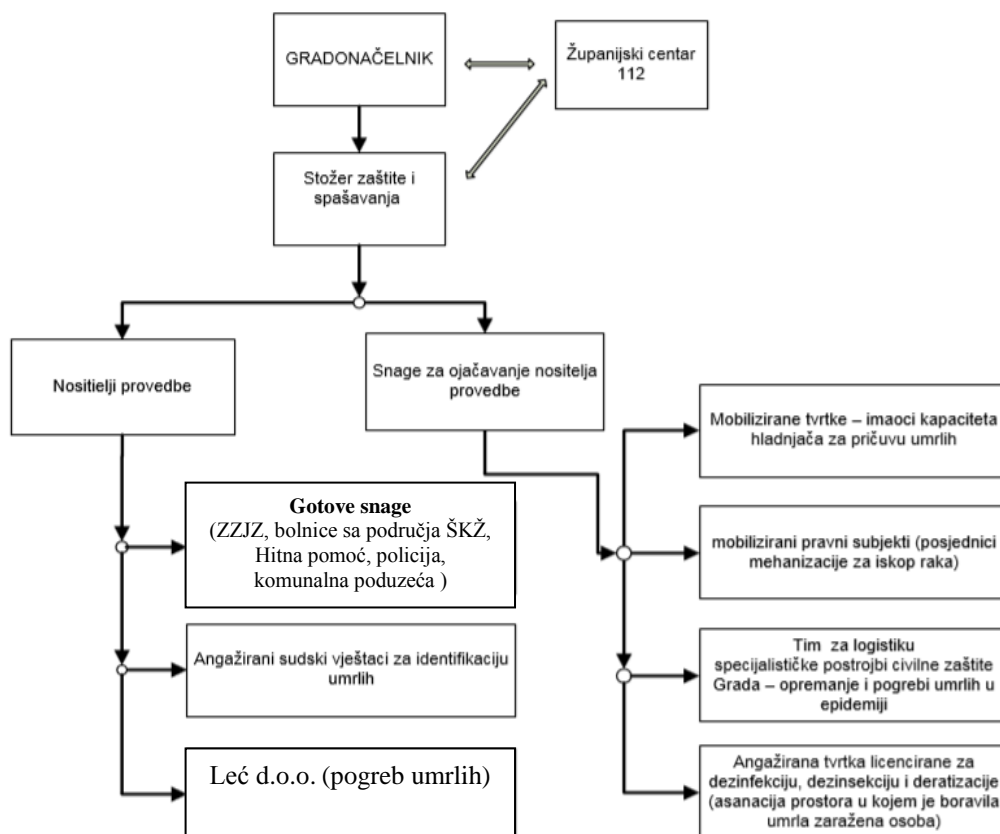 GRADONAČELNIK
Županijski centar
112
Stožer zaštite i
spašavanja
Nositielji provedbe
Snage za ojačavanje nositelja
provedbe
Mobilizirane tvrtke – imaoci kapaciteta
hladnjača za pričuvu umrlih
Gotove snage
(ZZJZ, bolnice sa područja ŠKŽ,
Hitna pomoć, policija,
komunalna poduzeća )
mobilizirani pravni subjekti (posjednici
mehanizacije za iskop raka)
Angažirani sudski vještaci za identifikaciju
umrlih
Tim za logistiku
specijalističke postrojbi civilne zaštite
Grada – opremanje i pogrebi umrlih u
epidemiji
Leć d.o.o. (pogreb umrlih)
Angažirana tvrtka licencirane za
dezinfekciju, dezinsekciju i deratizacije
(asanacija prostora u kojem je boravila
umrla zaražena osoba)